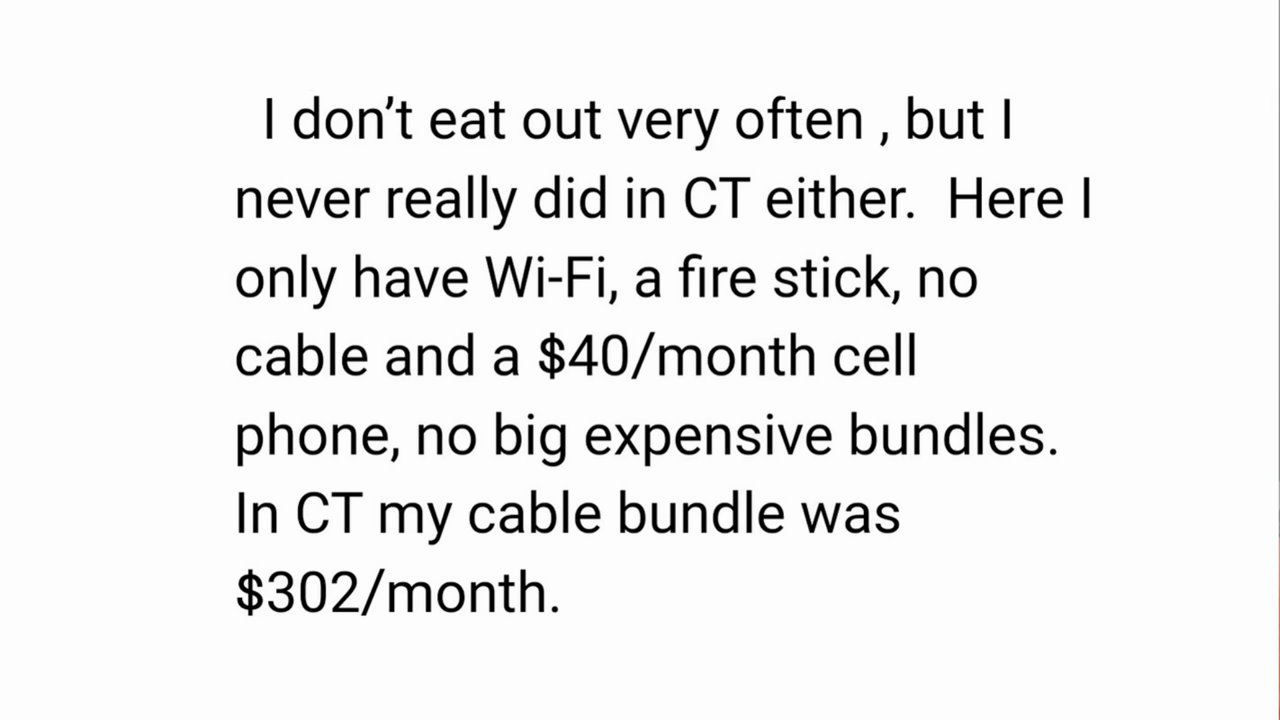 I don’t eat out very often , but I
never really did in CT either.  Here I
only have Wi-Fi, a fire stick, no
cable and a $40/month cell
phone, no big expensive bundles.
In CT my cable bundle was
$302/month.